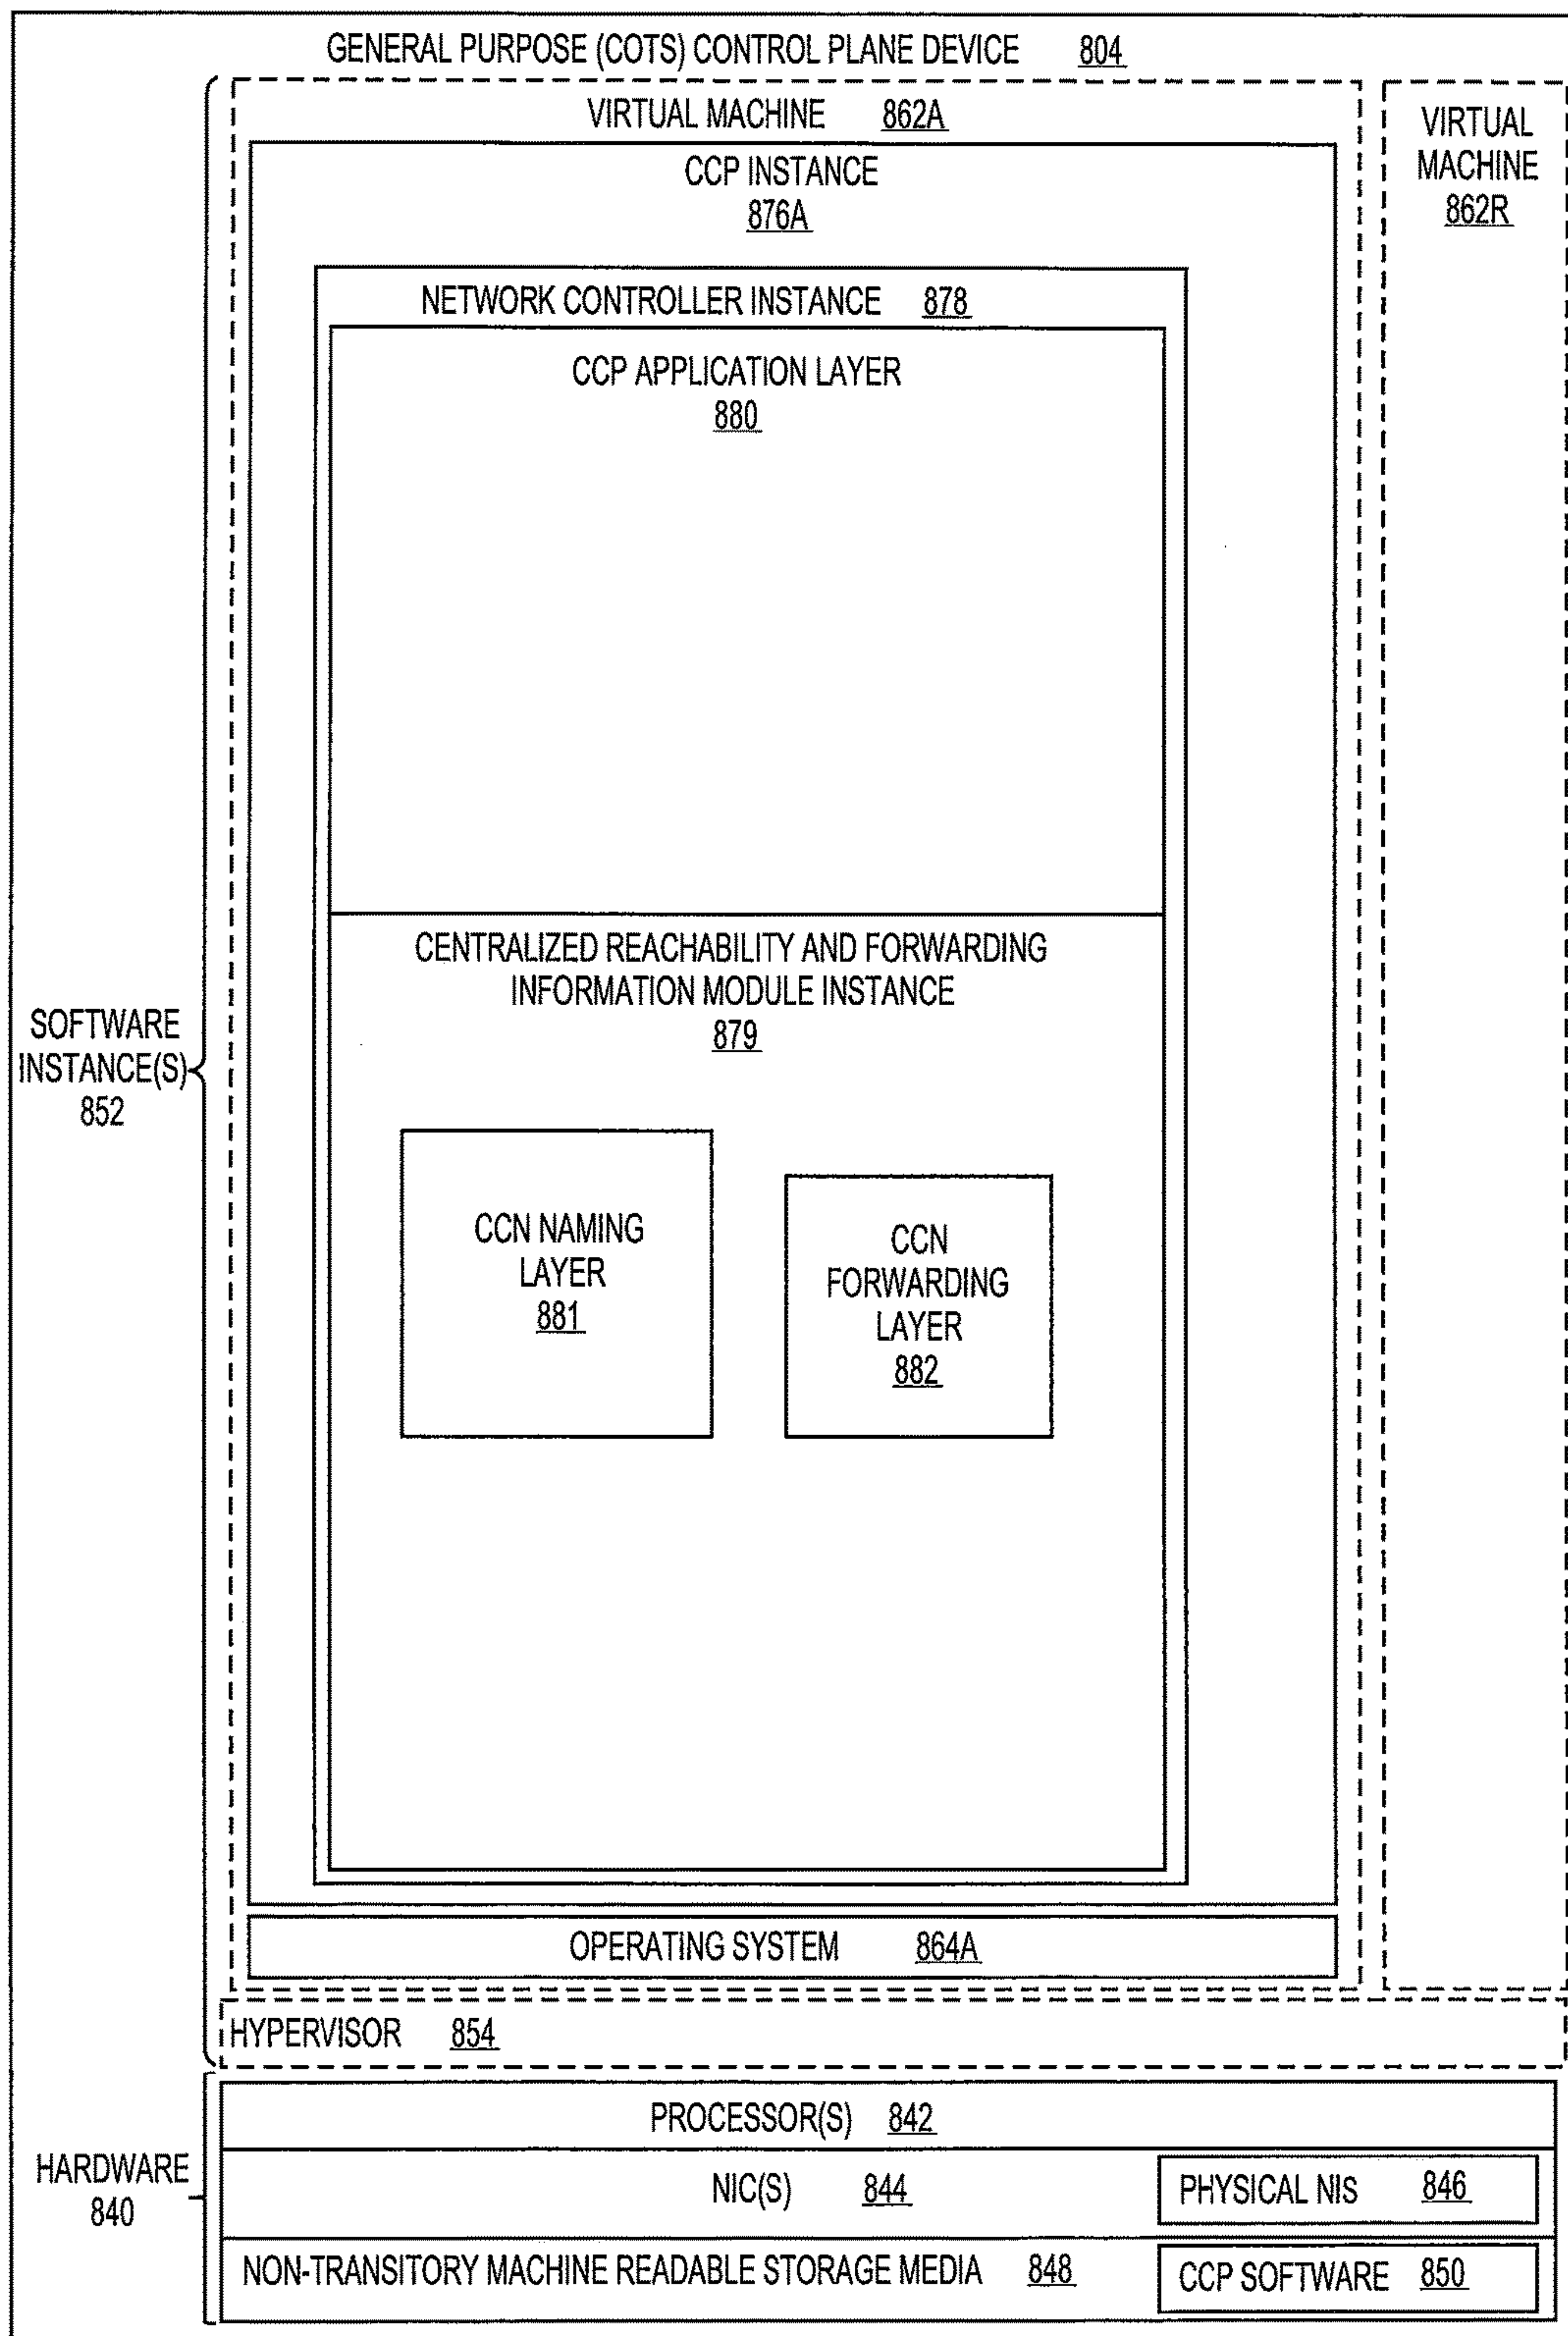 GENERAL PURPOSE (COTS) CONTROL PLANE DEVICE 804
VIRTUAL MACHINE 862A
VIRTUAL
MACHINE
862R
CCP INSTANCE
876A
NETWORK CONTROLLER INSTANCE 878
CCP APPLICATION LAYER
880
CENTRALIZED REACHABILITY AND FORWARDING
INFORMATION MODULE INSTANCE
879
SOFTWARE
INSTANCE(S)
852
CCN NAMING
LAYER
881
CCN
FORWARDING
LAYER
882
OPERATING SYSTEM 864A
HYPERVISOR 854
HARDWARE
840
PROCESSOR(S) 842
NIC(S) 844
PHYSICAL NIS 846
NON-TRANSITORY MACHINE READABLE STORAGE MEDIA 848
CCP SOFTWARE 850